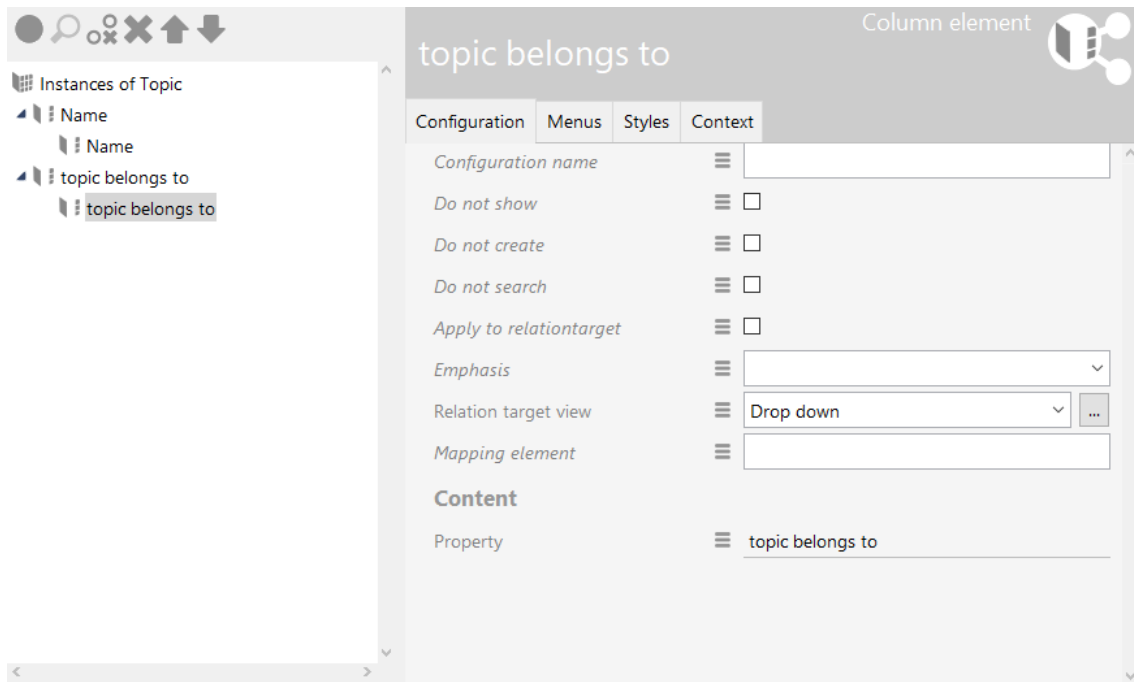 Instances of Topic
Name
Name
topic belongs to
topic belongs to
Column element
topic belongs to
Configuration Menus Styles Context
Configuration name
Do not show
Do not create
Do not search
Apply to relationtarget
Emphasis
Relation target view Drop down ...
Mapping element
Content
Property topic belongs to